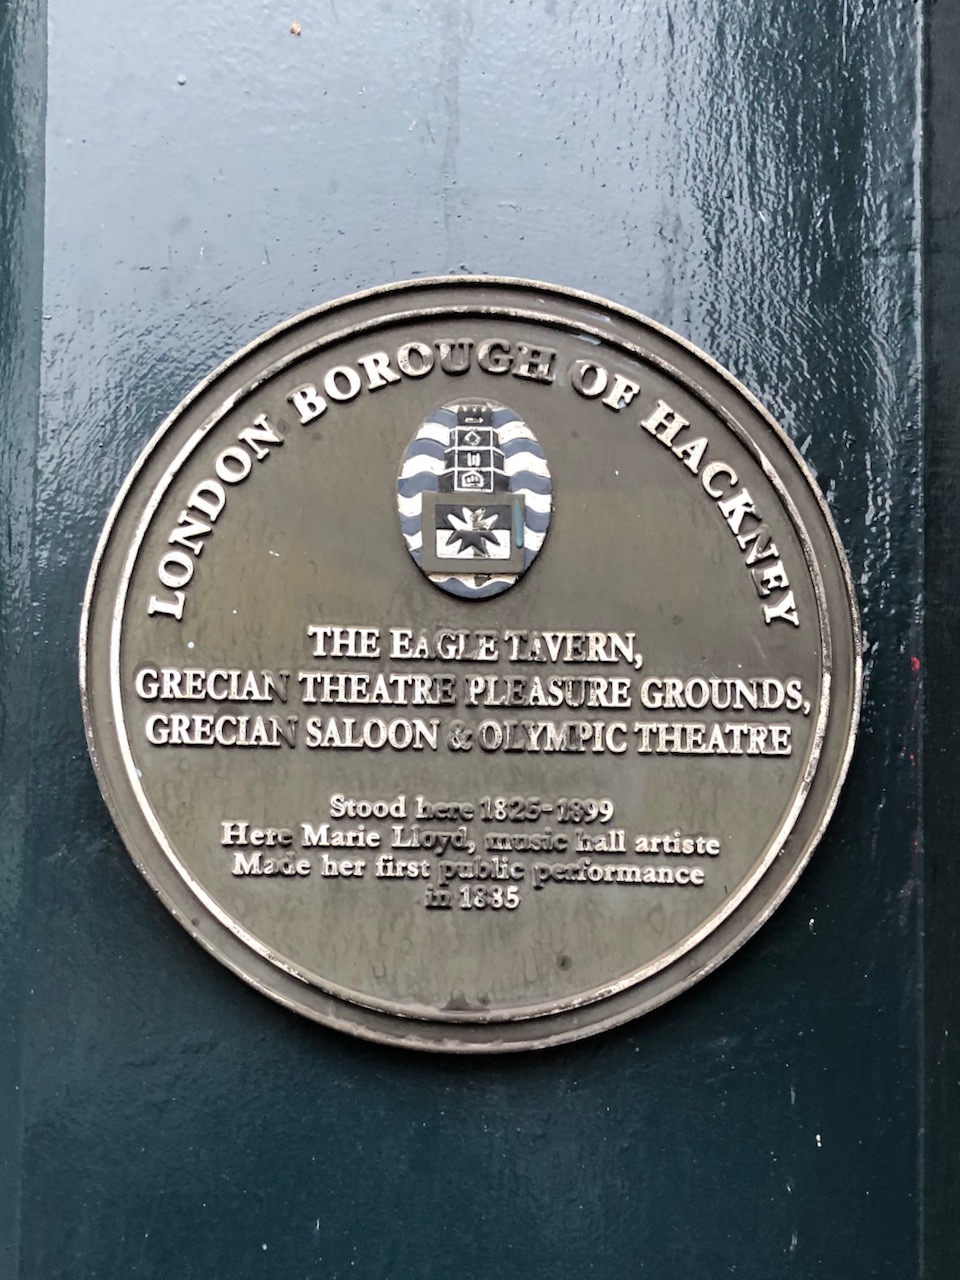 LONDON BOROUGH OF HACKNEY
THE EAGLE TAVERN,
GRECIAN THEATRE PLEASURE GROUNDS,
GRECIAN SALOON & OLYMPIC THEATRE
Stood here 1825-1899
Here Marie Lloyd, music hall artiste
Made her first public performance
in 1885